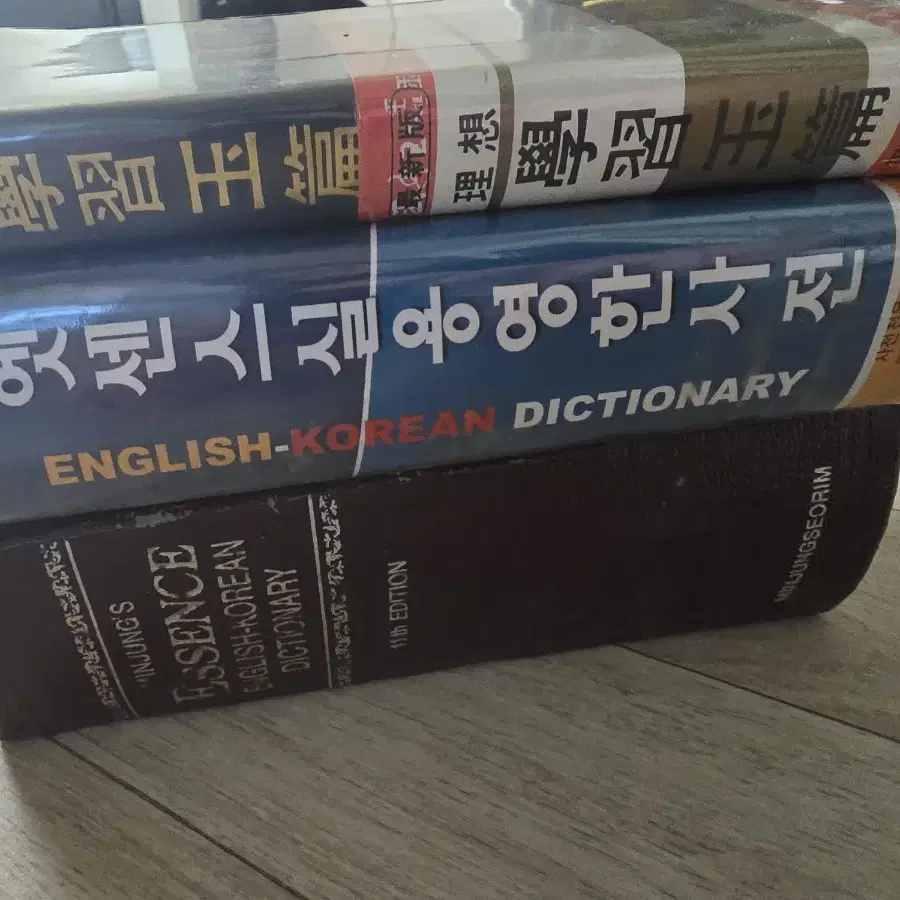 學習玉篇
最新版
理想
學習玉篇
엣센스 실용영한사전
ENGLISH-KOREAN DICTIONARY
MINJUNG'S
ESSENCE
ENGLISH-KOREAN
DICTIONARY
11th EDITION
MINJUNGSEORIM